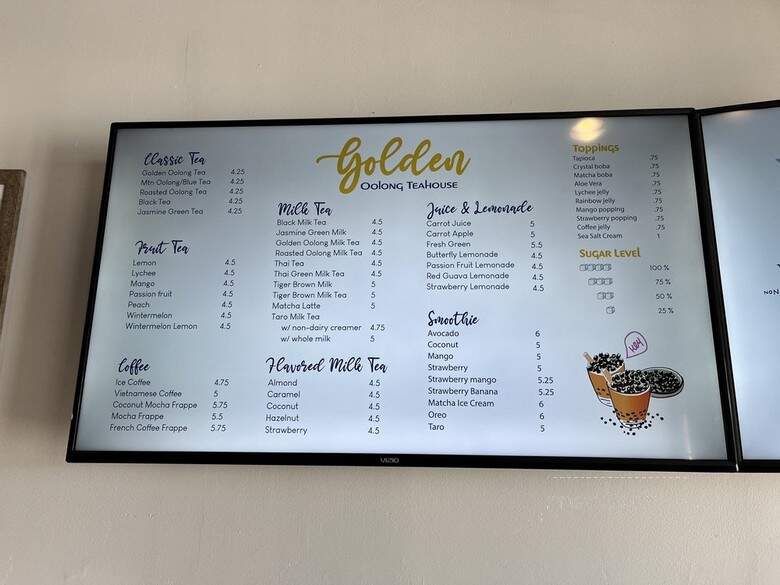 Golden
Oolong Teahouse
Classic Tea
Golden Oolong Tea 4.25
Mtn Oolong/Blue Tea 4.25
Roasted Oolong Tea 4.25
Black Tea 4.25
Jasmine Green Tea 4.25
Fruit Tea
Lemon 4.5
Lychee 4.5
Mango 4.5
Passion fruit 4.5
Peach 4.5
Wintermelon 4.5
Wintermelon Lemon 4.5
Coffee
Ice Coffee 4.75
Vietnamese Coffee 5
Coconut Mocha Frappe 5.75
Mocha Frappe 5.5
French Coffee Frappe 5.75
Milk Tea
Black Milk Tea 4.5
Jasmine Green Milk 4.5
Golden Oolong Milk Tea 4.5
Roasted Oolong Milk Tea 4.5
Thai Tea 4.5
Thai Green Milk Tea 4.5
Tiger Brown Milk 5
Tiger Brown Milk Tea 5
Matcha Latte 5
Taro Milk Tea
w/ non-dairy creamer 4.75
w/ whole milk 5
Flavored Milk Tea
Almond 4.5
Caramel 4.5
Coconut 4.5
Hazelnut 4.5
Strawberry 4.5
Juice & Lemonade
Carrot Juice 5
Carrot Apple 5
Fresh Green 5.5
Butterfly Lemonade 4.5
Passion Fruit Lemonade 4.5
Red Guava Lemonade 4.5
Strawberry Lemonade 4.5
Smoothie
Avocado 6
Coconut 5
Mango 5
Strawberry 5
Strawberry mango 5.25
Strawberry Banana 5.25
Matcha Ice Cream 6
Oreo 6
Taro 5
Toppings
Tapioca .75
Crystal boba .75
Matcha boba .75
Aloe Vera .75
Lychee jelly .75
Rainbow jelly .75
Mango popping .75
Strawberry popping .75
Coffee jelly .75
Sea Salt Cream 1
Sugar Level
100 %
75 %
50 %
25 %
VIZIO